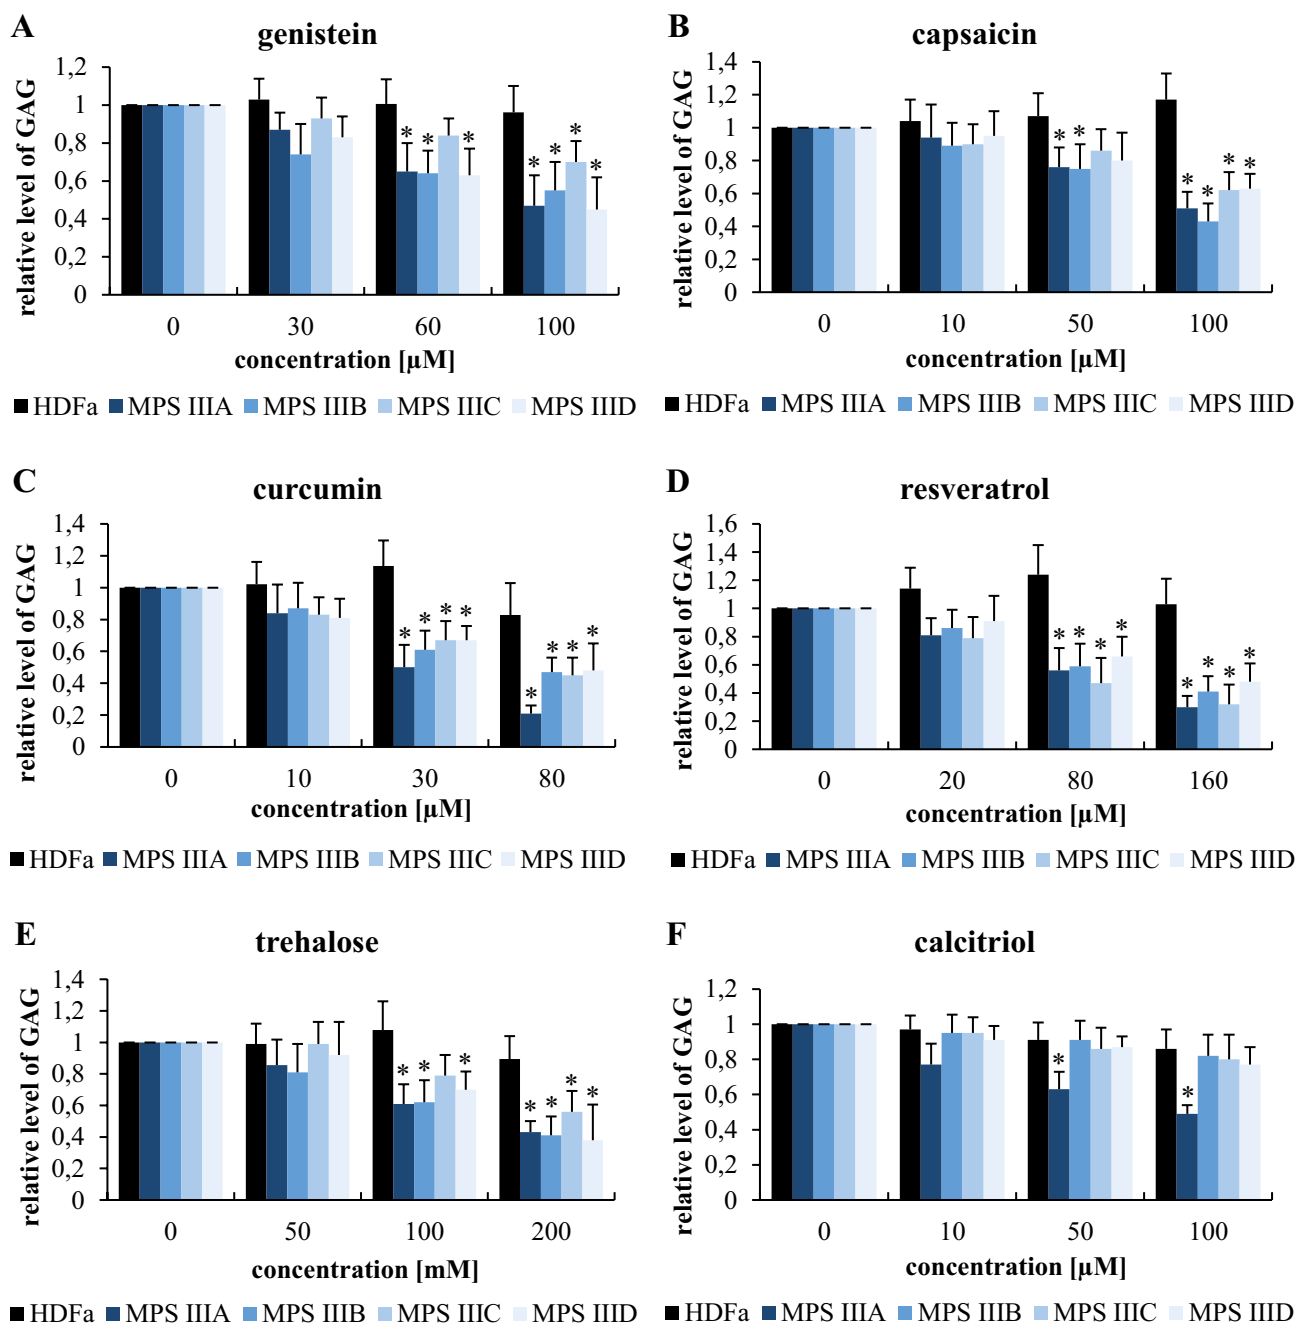 A
genistein
relative level of GAG
1,2
1
0,8
0,6
0,4
0,2
0
* * *
* * * *
0 30 60 100
concentration [µM]
HDFa MPS IIIA MPS IIIB MPS IIIC MPS IIID
B
capsaicin
relative level of GAG
1,4
1,2
1
0,8
0,6
0,4
0,2
0
* *
* * * *
0 10 50 100
concentration [µM]
HDFa MPS IIIA MPS IIIB MPS IIIC MPS IIID
C
curcumin
relative level of GAG
1,4
1,2
1
0,8
0,6
0,4
0,2
0
* * * *
* * * *
0 10 30 80
concentration [µM]
HDFa MPS IIIA MPS IIIB MPS IIIC MPS IIID
D
resveratrol
relative level of GAG
1,6
1,4
1,2
1
0,8
0,6
0,4
0,2
0
* * * *
* * * *
0 20 80 160
concentration [µM]
HDFa MPS IIIA MPS IIIB MPS IIIC MPS IIID
E
trehalose
relative level of GAG
1,4
1,2
1
0,8
0,6
0,4
0,2
0
* * *
* * * *
0 50 100 200
concentration [mM]
HDFa MPS IIIA MPS IIIB MPS IIIC MPS IIID
F
calcitriol
relative level of GAG
1,2
1
0,8
0,6
0,4
0,2
0
*
*
0 10 50 100
concentration [µM]
HDFa MPS IIIA MPS IIIB MPS IIIC MPS IIID